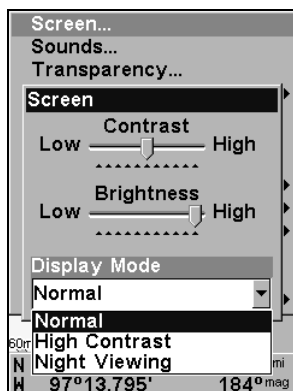 Screen...
Sounds...
Transparency...
Screen
Contrast
Low High
Brightness
Low High
Display Mode
Normal
Normal
High Contrast
Night Viewing
N mi
W 97°13.795' 184° mag